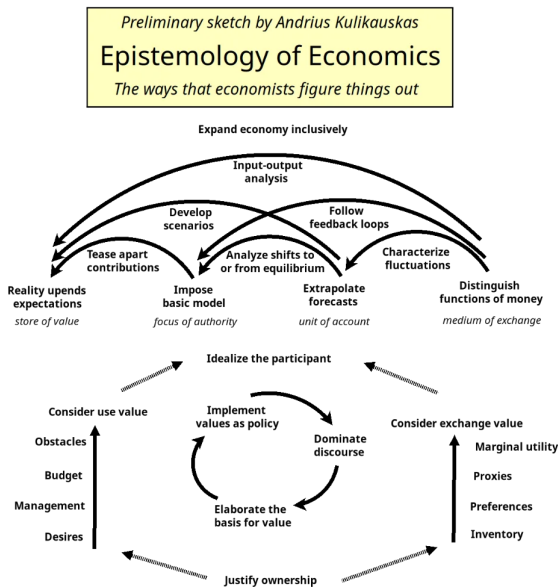 Preliminary sketch by Andrius Kulikauskas
Epistemology of Economics
The ways that economists figure things out
Expand economy inclusively
Input-output
analysis
Develop
scenarios
Follow
feedback loops
Tease apart
contributions
Analyze shifts to
or from equilibrium
Characterize
fluctuations
Reality upends
expectations
store of value
Impose
basic model
focus of authority
Extrapolate
forecasts
unit of account
Distinguish
functions of money
medium of exchange
Idealize the participant
Consider use value
Obstacles
Budget
Management
Desires
Implement
values as policy
Dominate
discourse
Elaborate the
basis for value
Consider exchange value
Marginal utility
Proxies
Preferences
Inventory
Justify ownership